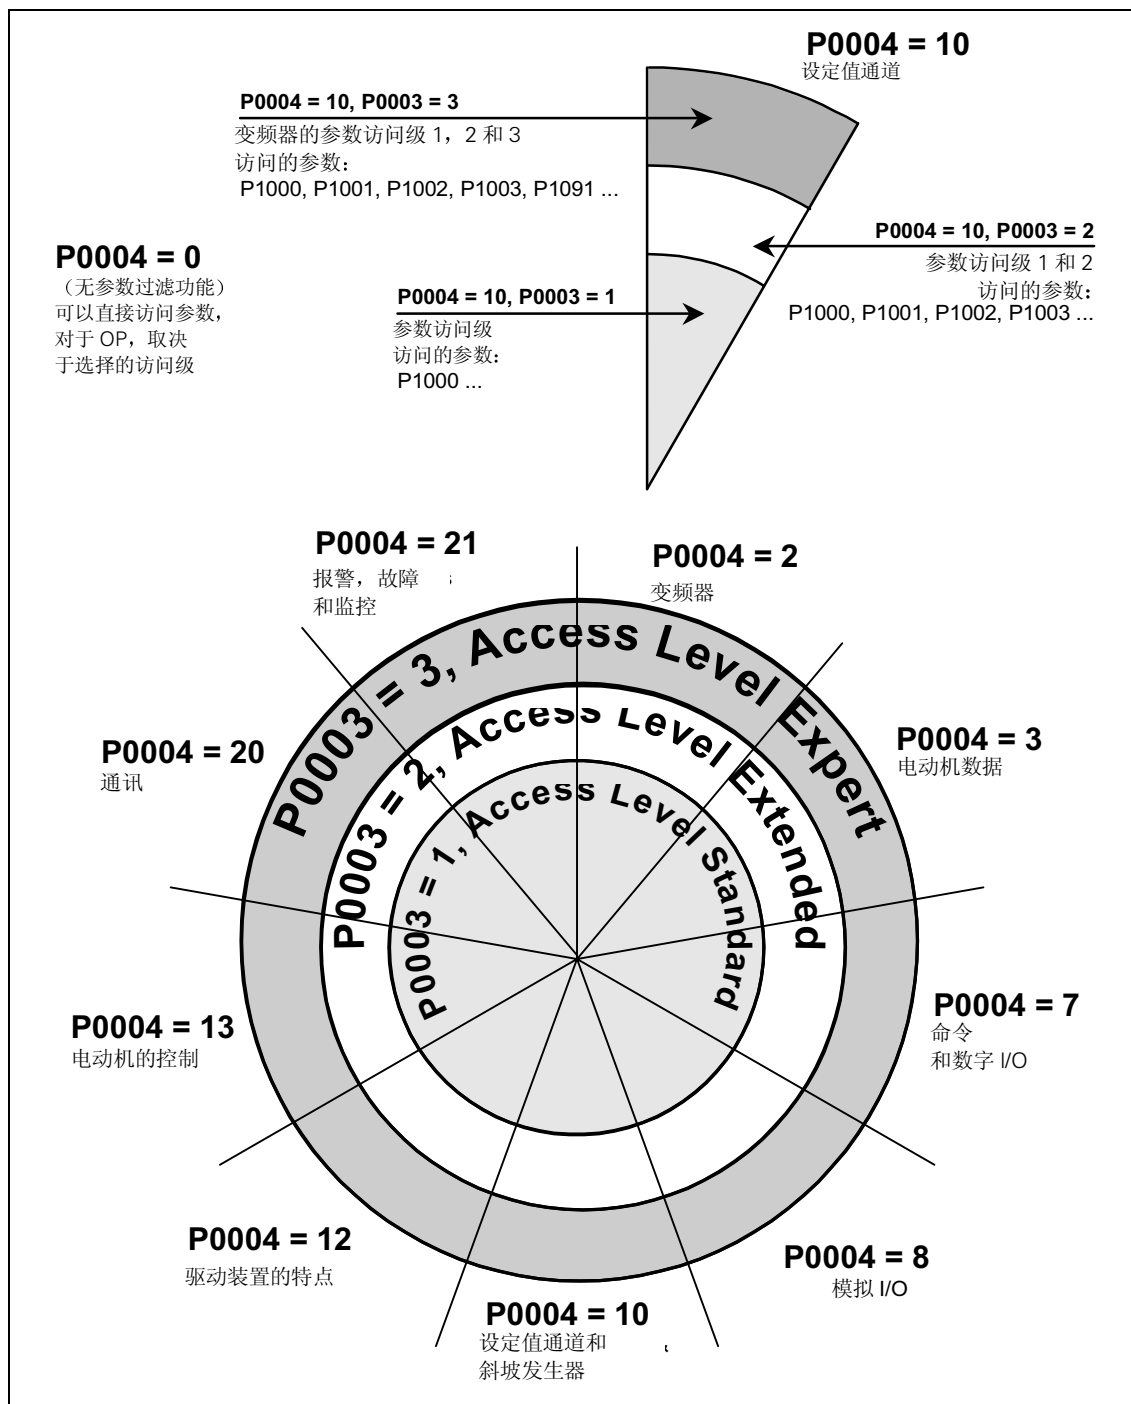 P0004 = 10
设定值通道
P0004 = 10, P0003 = 3
变频器的参数访问级 1，2 和 3
访问的参数：
P1000, P1001, P1002, P1003, P1091 ...
P0004 = 10, P0003 = 2
参数访问级 1 和 2
访问的参数：
P1000, P1001, P1002, P1003 ...
P0004 = 0
（无参数过滤功能）
可以直接访问参数，
对于 OP，取决
于选择的访问级
P0004 = 10, P0003 = 1
参数访问级
访问的参数：
P1000 ...
P0004 = 21
报警，故障
和监控
P0004 = 2
变频器
P0003 = 3, Access Level Expert
P0003 = 2, Access Level Extended
P0003 = 1, Access Level Standard
P0004 = 20
通讯
P0004 = 3
电动机数据
P0004 = 13
电动机的控制
P0004 = 7
命令
和数字 I/O
P0004 = 12
驱动装置的特点
P0004 = 8
模拟 I/O
P0004 = 10
设定值通道和
斜坡发生器